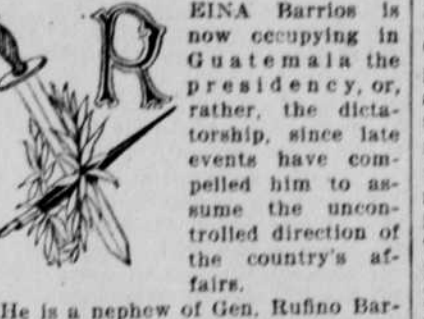 REINA Barrios is
now occupying in
Guatemala the
presidency, or,
rather, the dicta-
torship, since late
events have com-
pelled him to as-
sume the uncon-
trolled direction of
the country's af-
fairs.
He is a nephew of Gen. Rufino Bar-